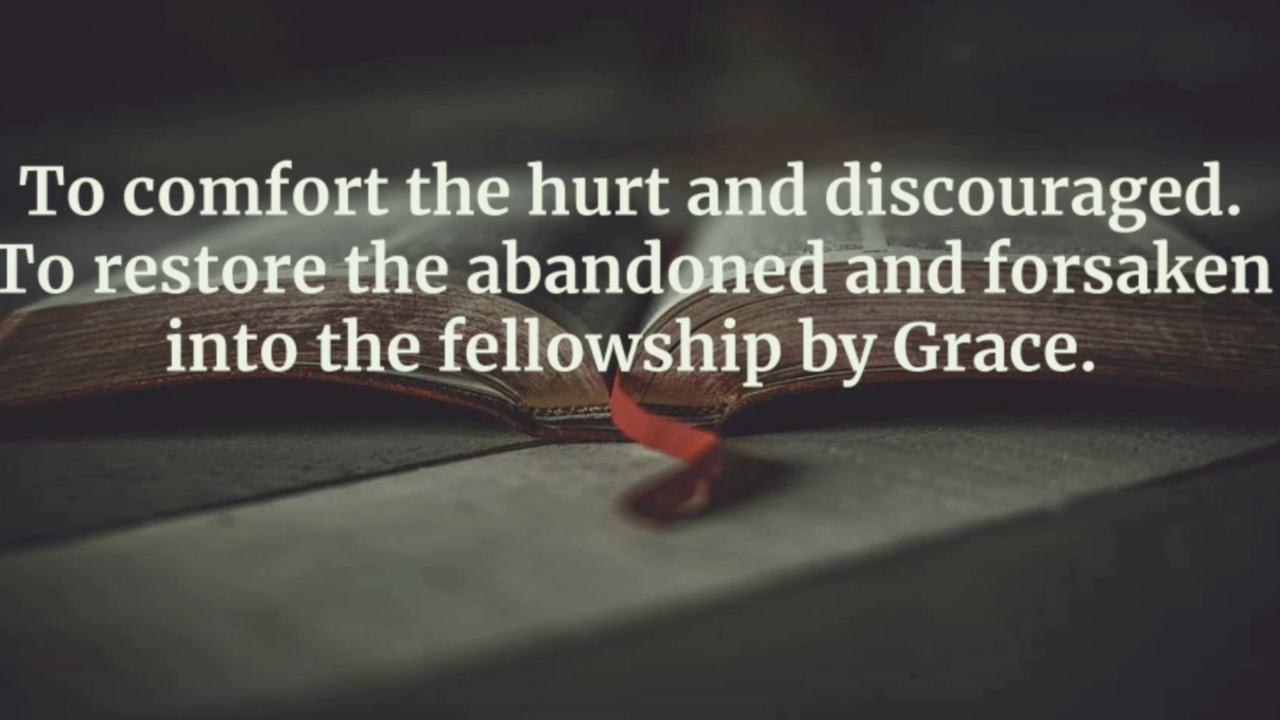 To comfort the hurt and discouraged.
To restore the abandoned and forsaken
into the fellowship by Grace.